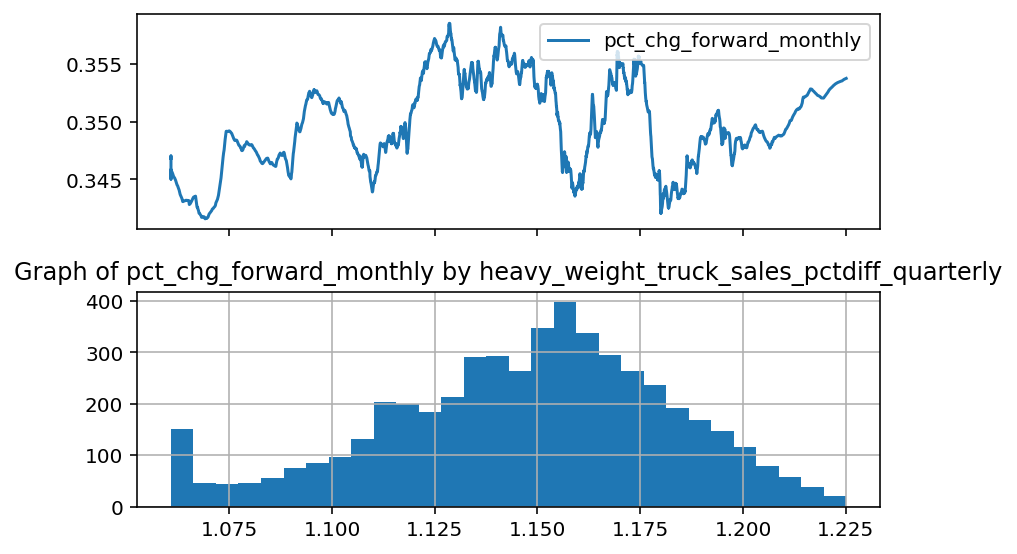 pct_chg_forward_monthly
0.355
0.350
0.345
Graph of pct_chg_forward_monthly by heavy_weight_truck_sales_pctdiff_quarterly
400
300
200
100
0
1.075 1.100 1.125 1.150 1.175 1.200 1.225